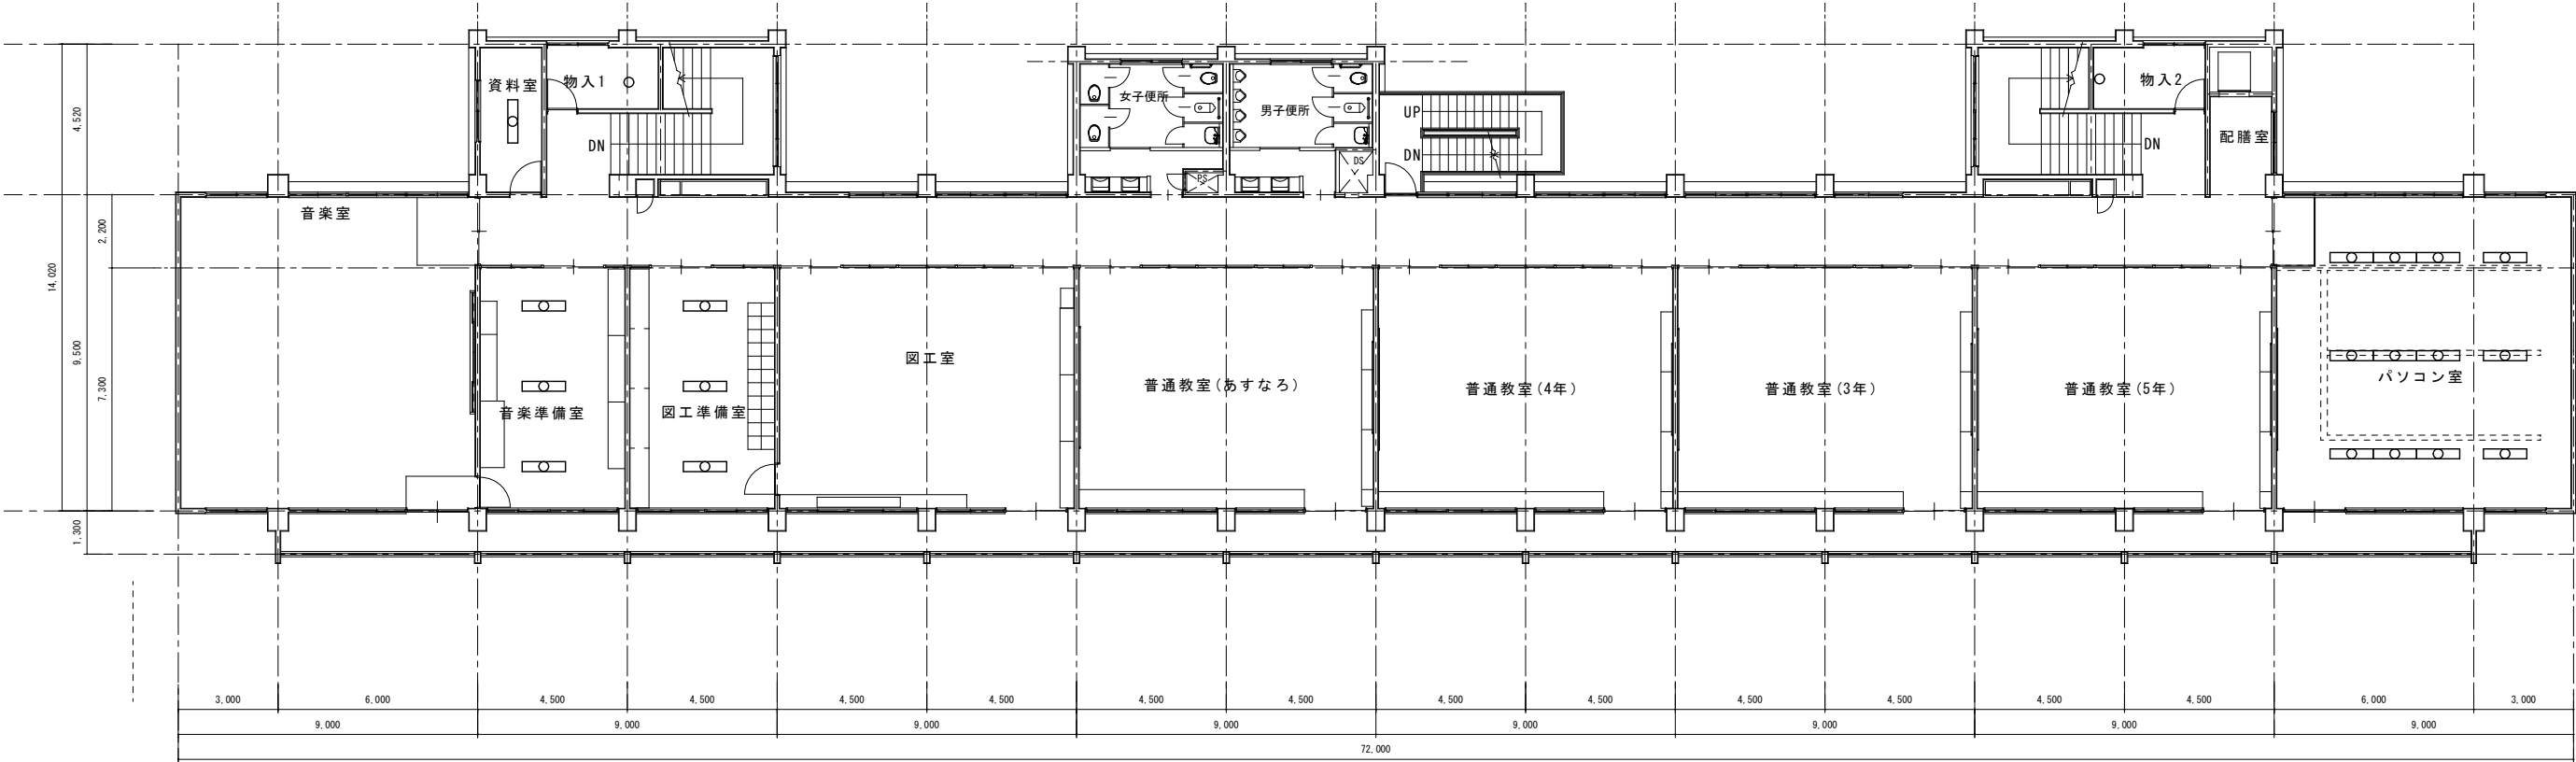 資料室
物入1
DN
音楽室
女子便所
男子便所
PS
DS
UP
DN
物入2
DN
配膳室
音楽準備室
図工準備室
図工室
普通教室(あすなろ)
普通教室(4年)
普通教室(3年)
普通教室(5年)
パソコン室
4,520
2,200
14,020
9,500
7,300
1,300
3,000 6,000 4,500 4,500 4,500 4,500 4,500 4,500 4,500 4,500 4,500 4,500 4,500 4,500 6,000 3,000
9,000 9,000 9,000 9,000 9,000 9,000 9,000 9,000
72,000